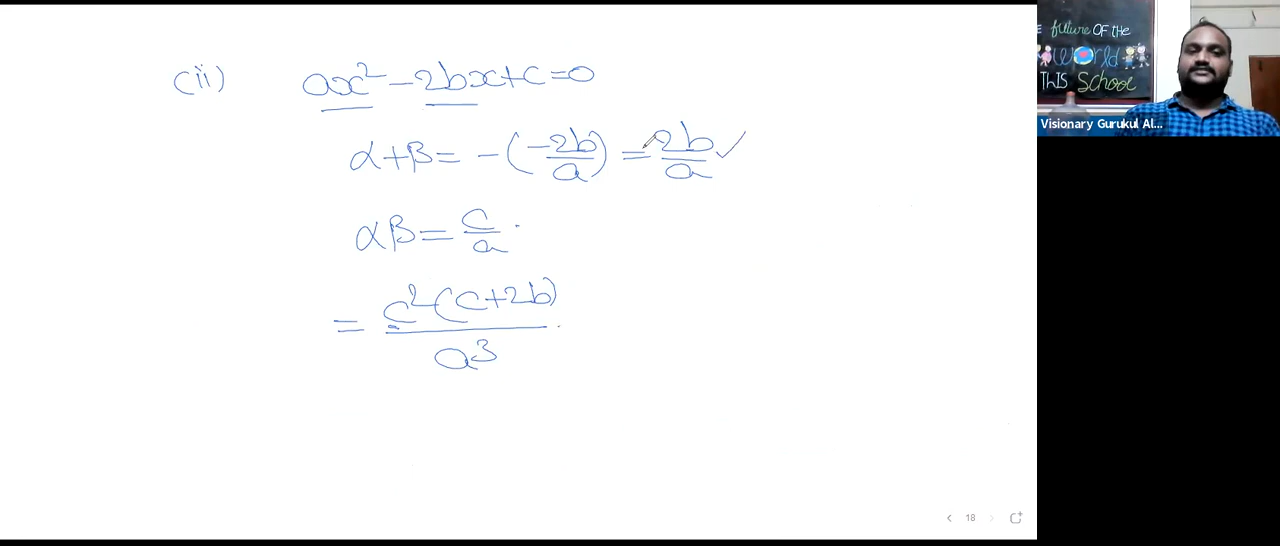 (ii) ax² - 2bx + c = 0
α + β = - (-2b/a) = 2b/a ✓
αβ = c/a .
= c² (c + 2b) / a³ .
FUTURE OF THE
World
THIS SCHOOL
Visionary Gurukul Al...
18